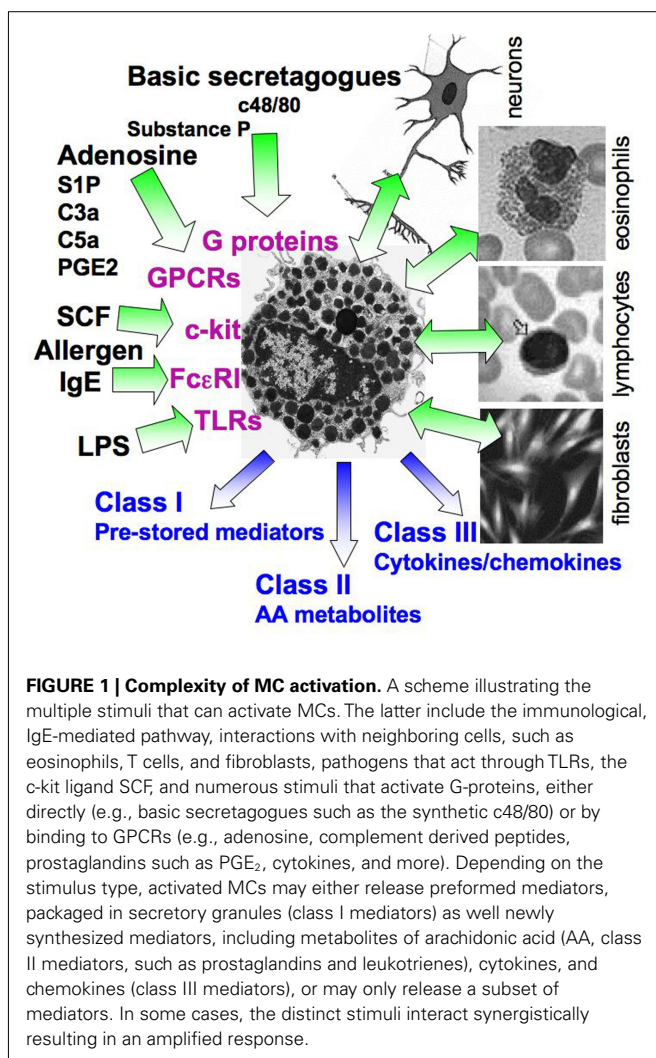 Basic secretagogues
c48/80
Substance P
Adenosine
S1P
C3a
C5a
PGE2
SCF
Allergen
IgE
LPS
G proteins
GPCRs
c-kit
FcεRI
TLRs
neurons
eosinophils
lymphocytes
fibroblasts
Class I
Pre-stored mediators
Class II
AA metabolites
Class III
Cytokines/chemokines
FIGURE 1 | Complexity of MC activation. A scheme illustrating the
multiple stimuli that can activate MCs. The latter include the immunological,
IgE-mediated pathway, interactions with neighboring cells, such as
eosinophils, T cells, and fibroblasts, pathogens that act through TLRs, the
c-kit ligand SCF, and numerous stimuli that activate G-proteins, either
directly (e.g., basic secretagogues such as the synthetic c48/80) or by
binding to GPCRs (e.g., adenosine, complement derived peptides,
prostaglandins such as PGE₂, cytokines, and more). Depending on the
stimulus type, activated MCs may either release preformed mediators,
packaged in secretory granules (class I mediators) as well newly
synthesized mediators, including metabolites of arachidonic acid (AA, class
II mediators, such as prostaglandins and leukotrienes), cytokines, and
chemokines (class III mediators), or may only release a subset of
mediators. In some cases, the distinct stimuli interact synergistically
resulting in an amplified response.